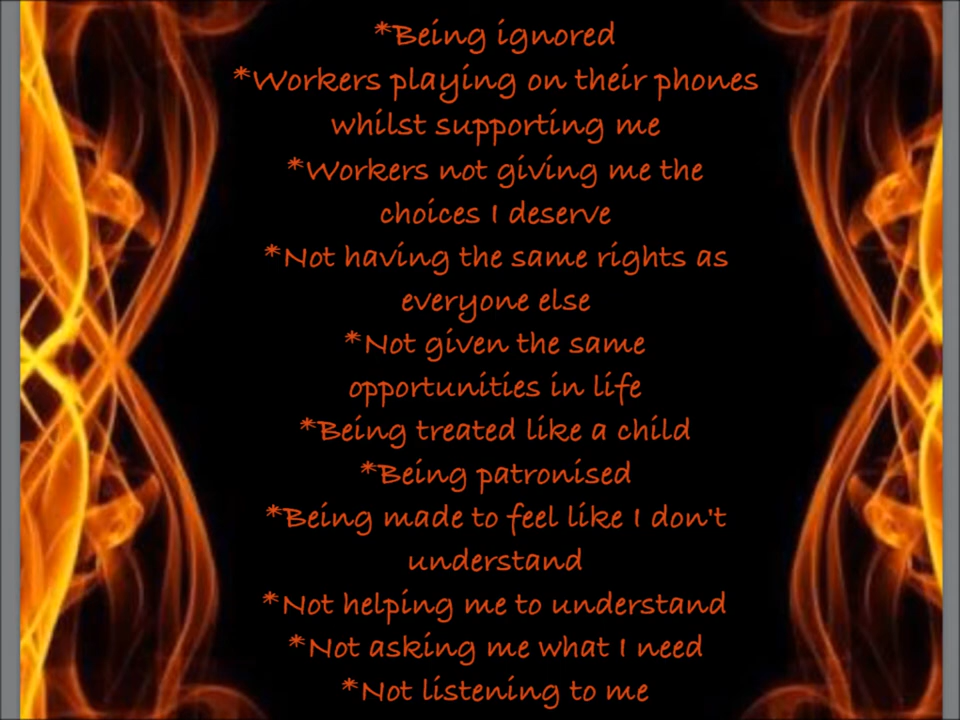 *Being ignored
*Workers playing on their phones
whilst supporting me
*Workers not giving me the
choices I deserve
*Not having the same rights as
everyone else
*Not given the same
opportunities in life
*Being treated like a child
*Being patronised
*Being made to feel like I don't
understand
*Not helping me to understand
*Not asking me what I need
*Not listening to me